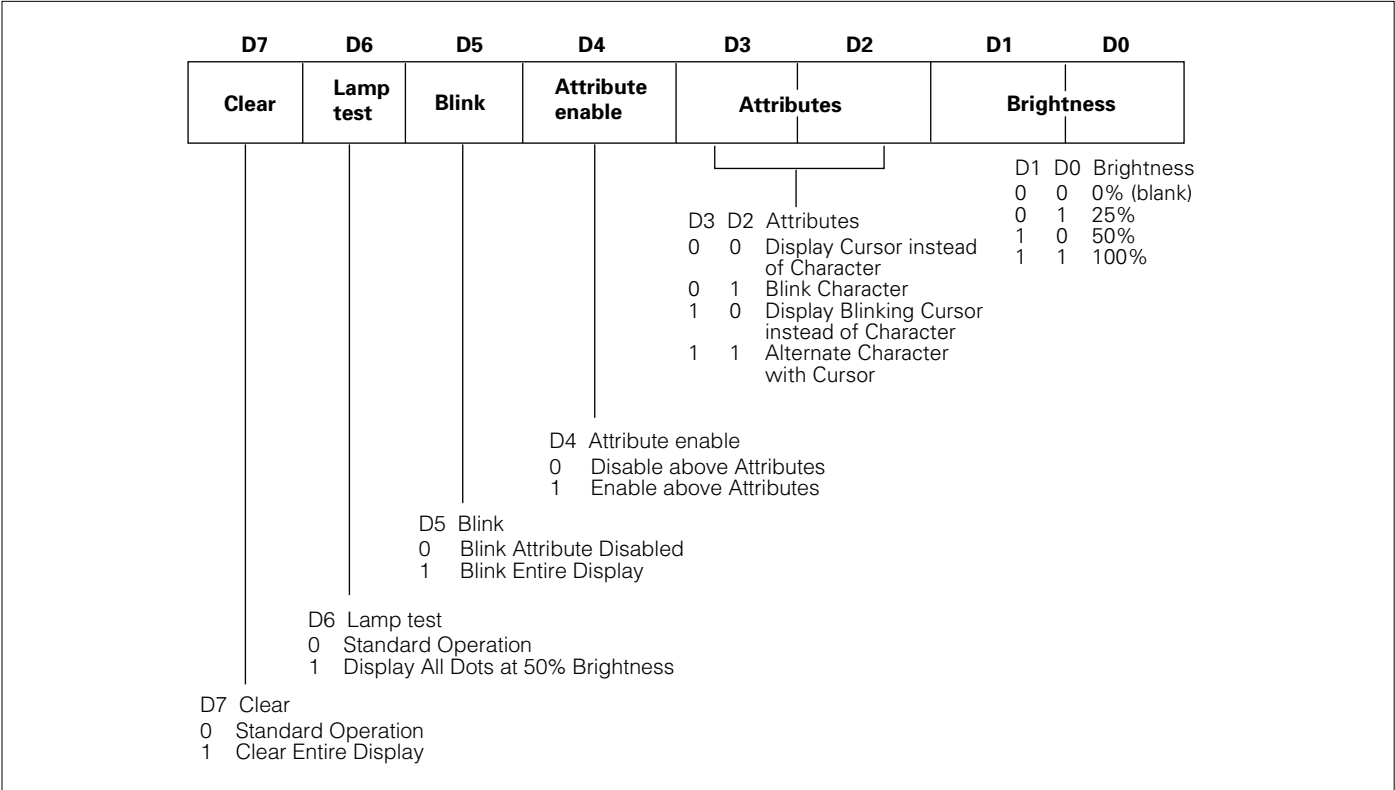 D7 D6 D5 D4 D3 D2 D1 D0
Clear Lamp test Blink Attribute enable Attributes Brightness
D1 D0 Brightness
0 0 0% (blank)
0 1 25%
1 0 50%
1 1 100%
D3 D2 Attributes
0 0 Display Cursor instead
of Character
0 1 Blink Character
1 0 Display Blinking Cursor
instead of Character
1 1 Alternate Character
with Cursor
D4 Attribute enable
0 Disable above Attributes
1 Enable above Attributes
D5 Blink
0 Blink Attribute Disabled
1 Blink Entire Display
D6 Lamp test
0 Standard Operation
1 Display All Dots at 50% Brightness
D7 Clear
0 Standard Operation
1 Clear Entire Display